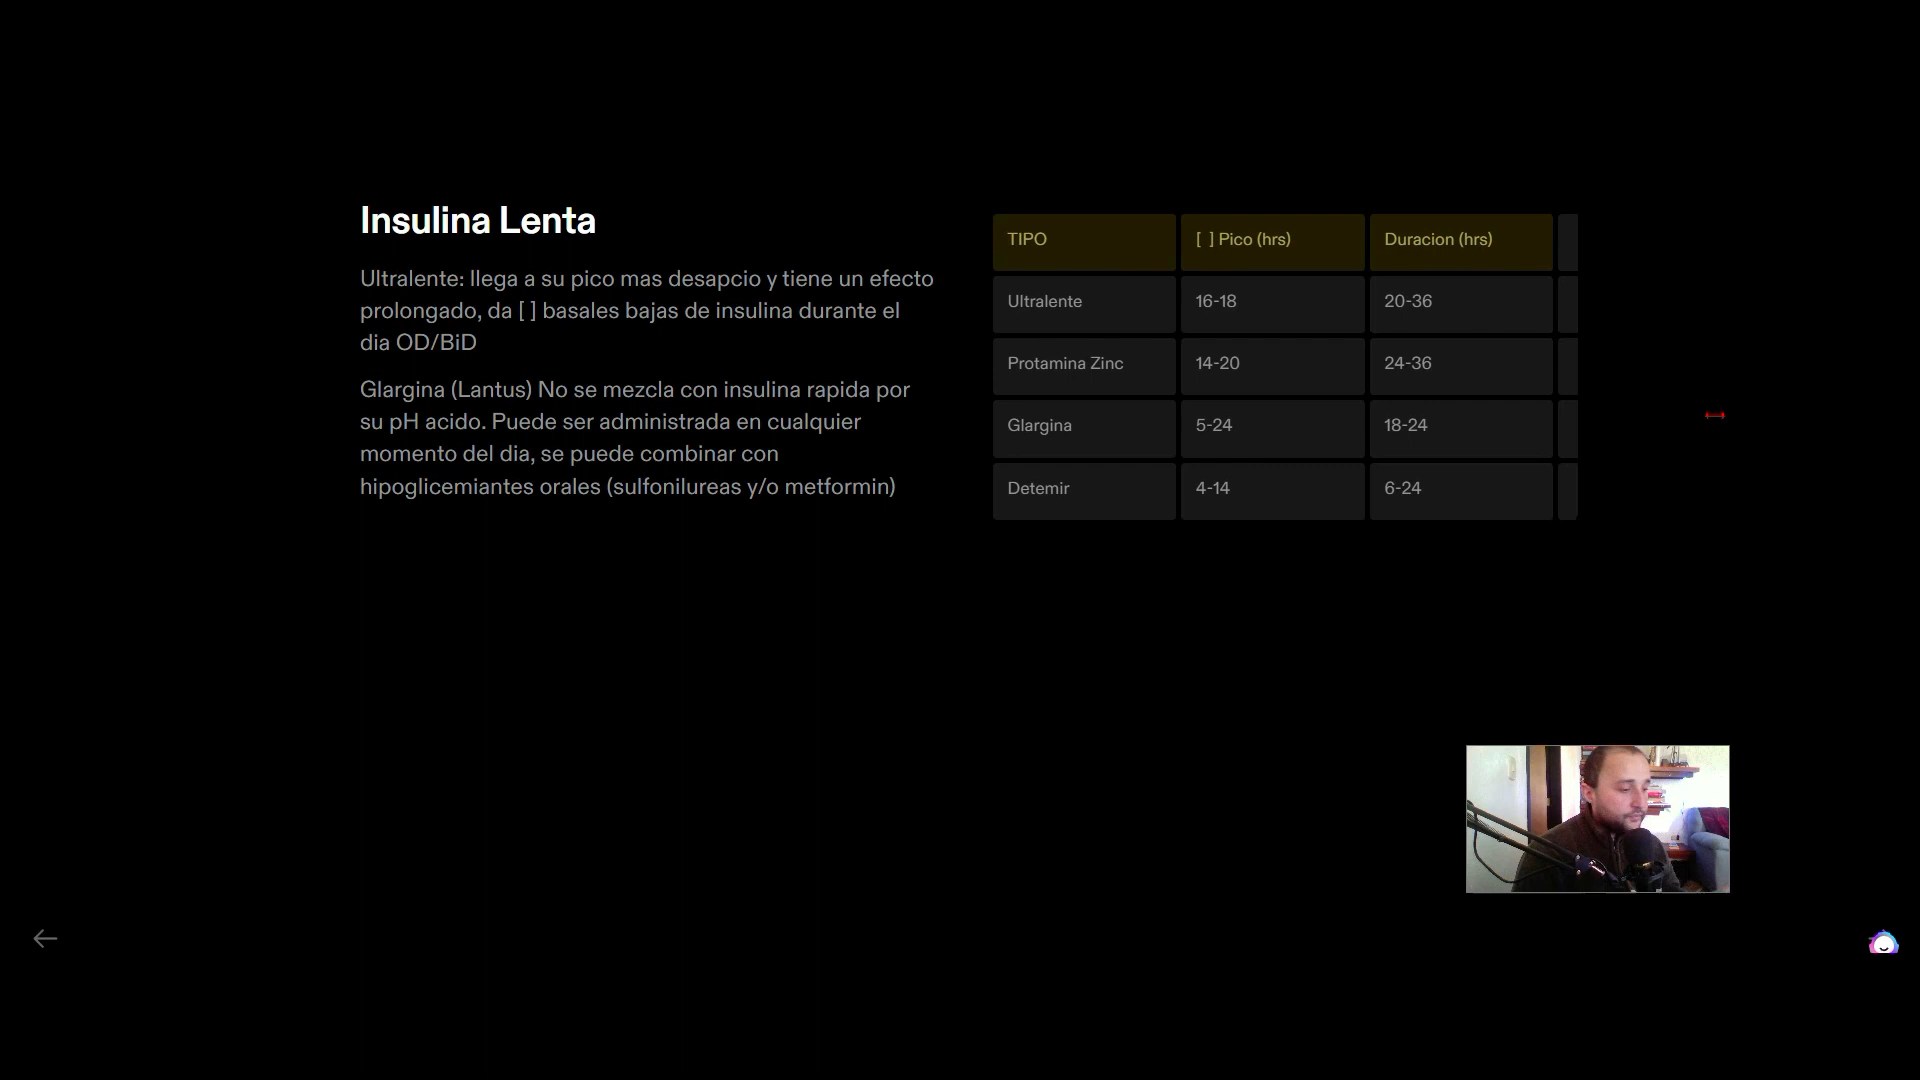 Insulina Lenta
Ultralente: llega a su pico mas desapcio y tiene un efecto
prolongado, da [ ] basales bajas de insulina durante el
dia OD/BiD
Glargina (Lantus) No se mezcla con insulina rapida por
su pH acido. Puede ser administrada en cualquier
momento del dia, se puede combinar con
hipoglicemiantes orales (sulfonilureas y/o metformin)
TIPO [ ] Pico (hrs) Duracion (hrs)
Ultralente 16-18 20-36
Protamina Zinc 14-20 24-36
Glargina 5-24 18-24
Detemir 4-14 6-24